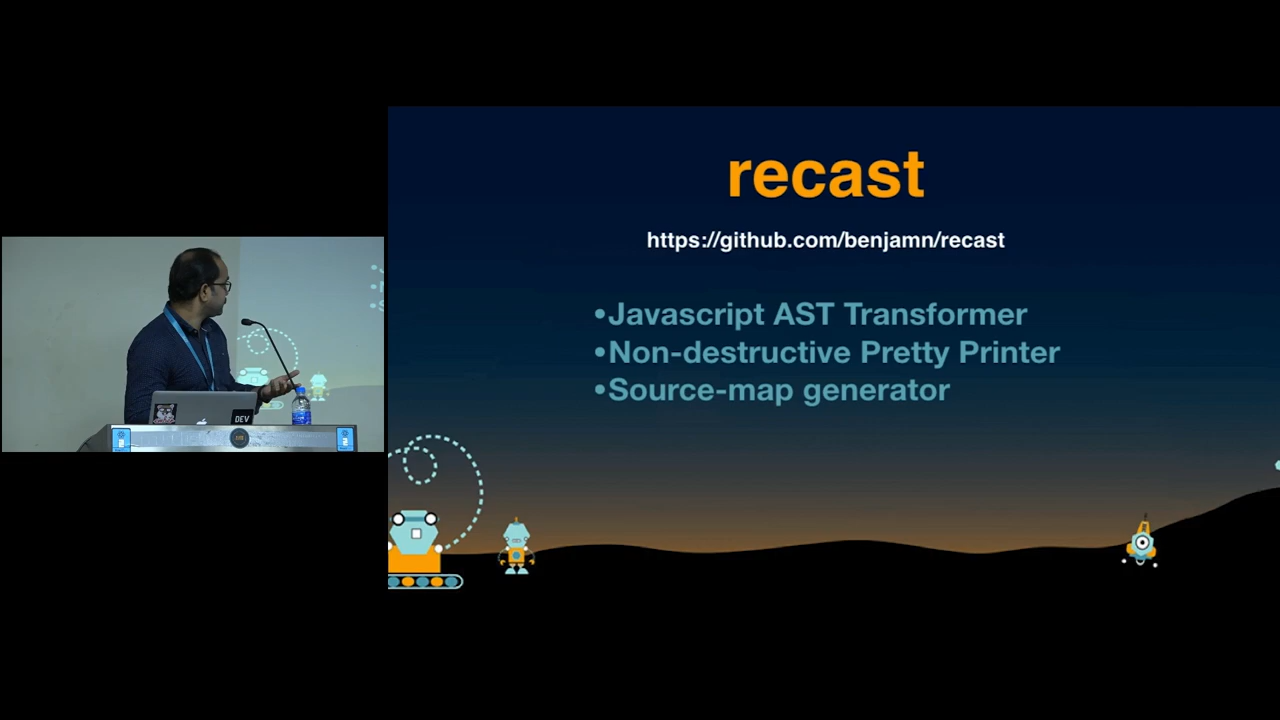 recast
https://github.com/benjamn/recast
•Javascript AST Transformer
•Non-destructive Pretty Printer
•Source-map generator
DEV